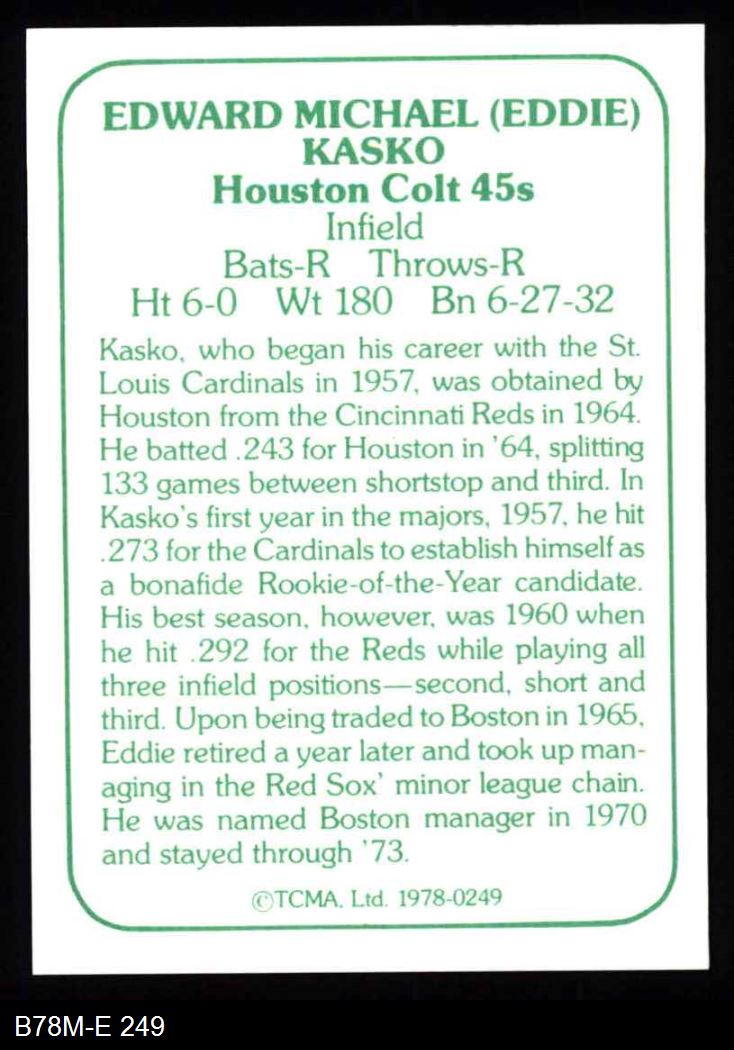 EDWARD MICHAEL (EDDIE)
KASKO
Houston Colt 45s
Infield
Bats-R Throws-R
Ht 6-0 Wt 180 Bn 6-27-32
Kasko, who began his career with the St.
Louis Cardinals in 1957, was obtained by
Houston from the Cincinnati Reds in 1964.
He batted .243 for Houston in '64, splitting
133 games between shortstop and third. In
Kasko's first year in the majors, 1957, he hit
.273 for the Cardinals to establish himself as
a bonafide Rookie-of-the-Year candidate.
His best season, however, was 1960 when
he hit .292 for the Reds while playing all
three infield positions—second, short and
third. Upon being traded to Boston in 1965,
Eddie retired a year later and took up man-
aging in the Red Sox' minor league chain.
He was named Boston manager in 1970
and stayed through '73.
©TCMA, Ltd. 1978-0249
B78M-E 249